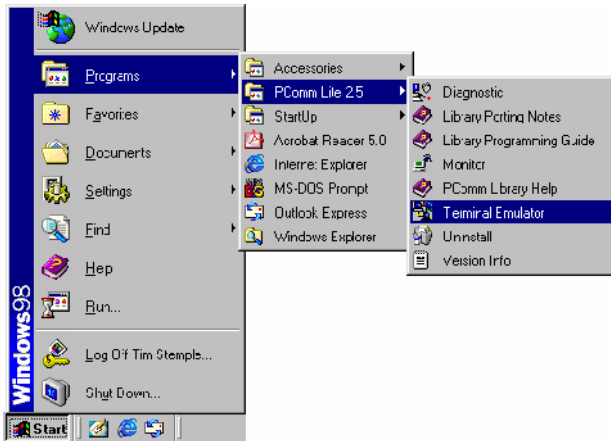 Windows Update
Programs
Favorites
Documents
Settings
Find
Help
Run...
Log Off Tim Stemple...
Shut Down...
Windows98
Start
Accessories
PComm Lite 2.5
StartUp
Acrobat Reader 5.0
Internet Explorer
MS-DOS Prompt
Outlook Express
Windows Explorer
Diagnostic
Library Porting Notes
Library Programming Guide
Monitor
PComm Library Help
Terminal Emulator
Uninstall
Version Info